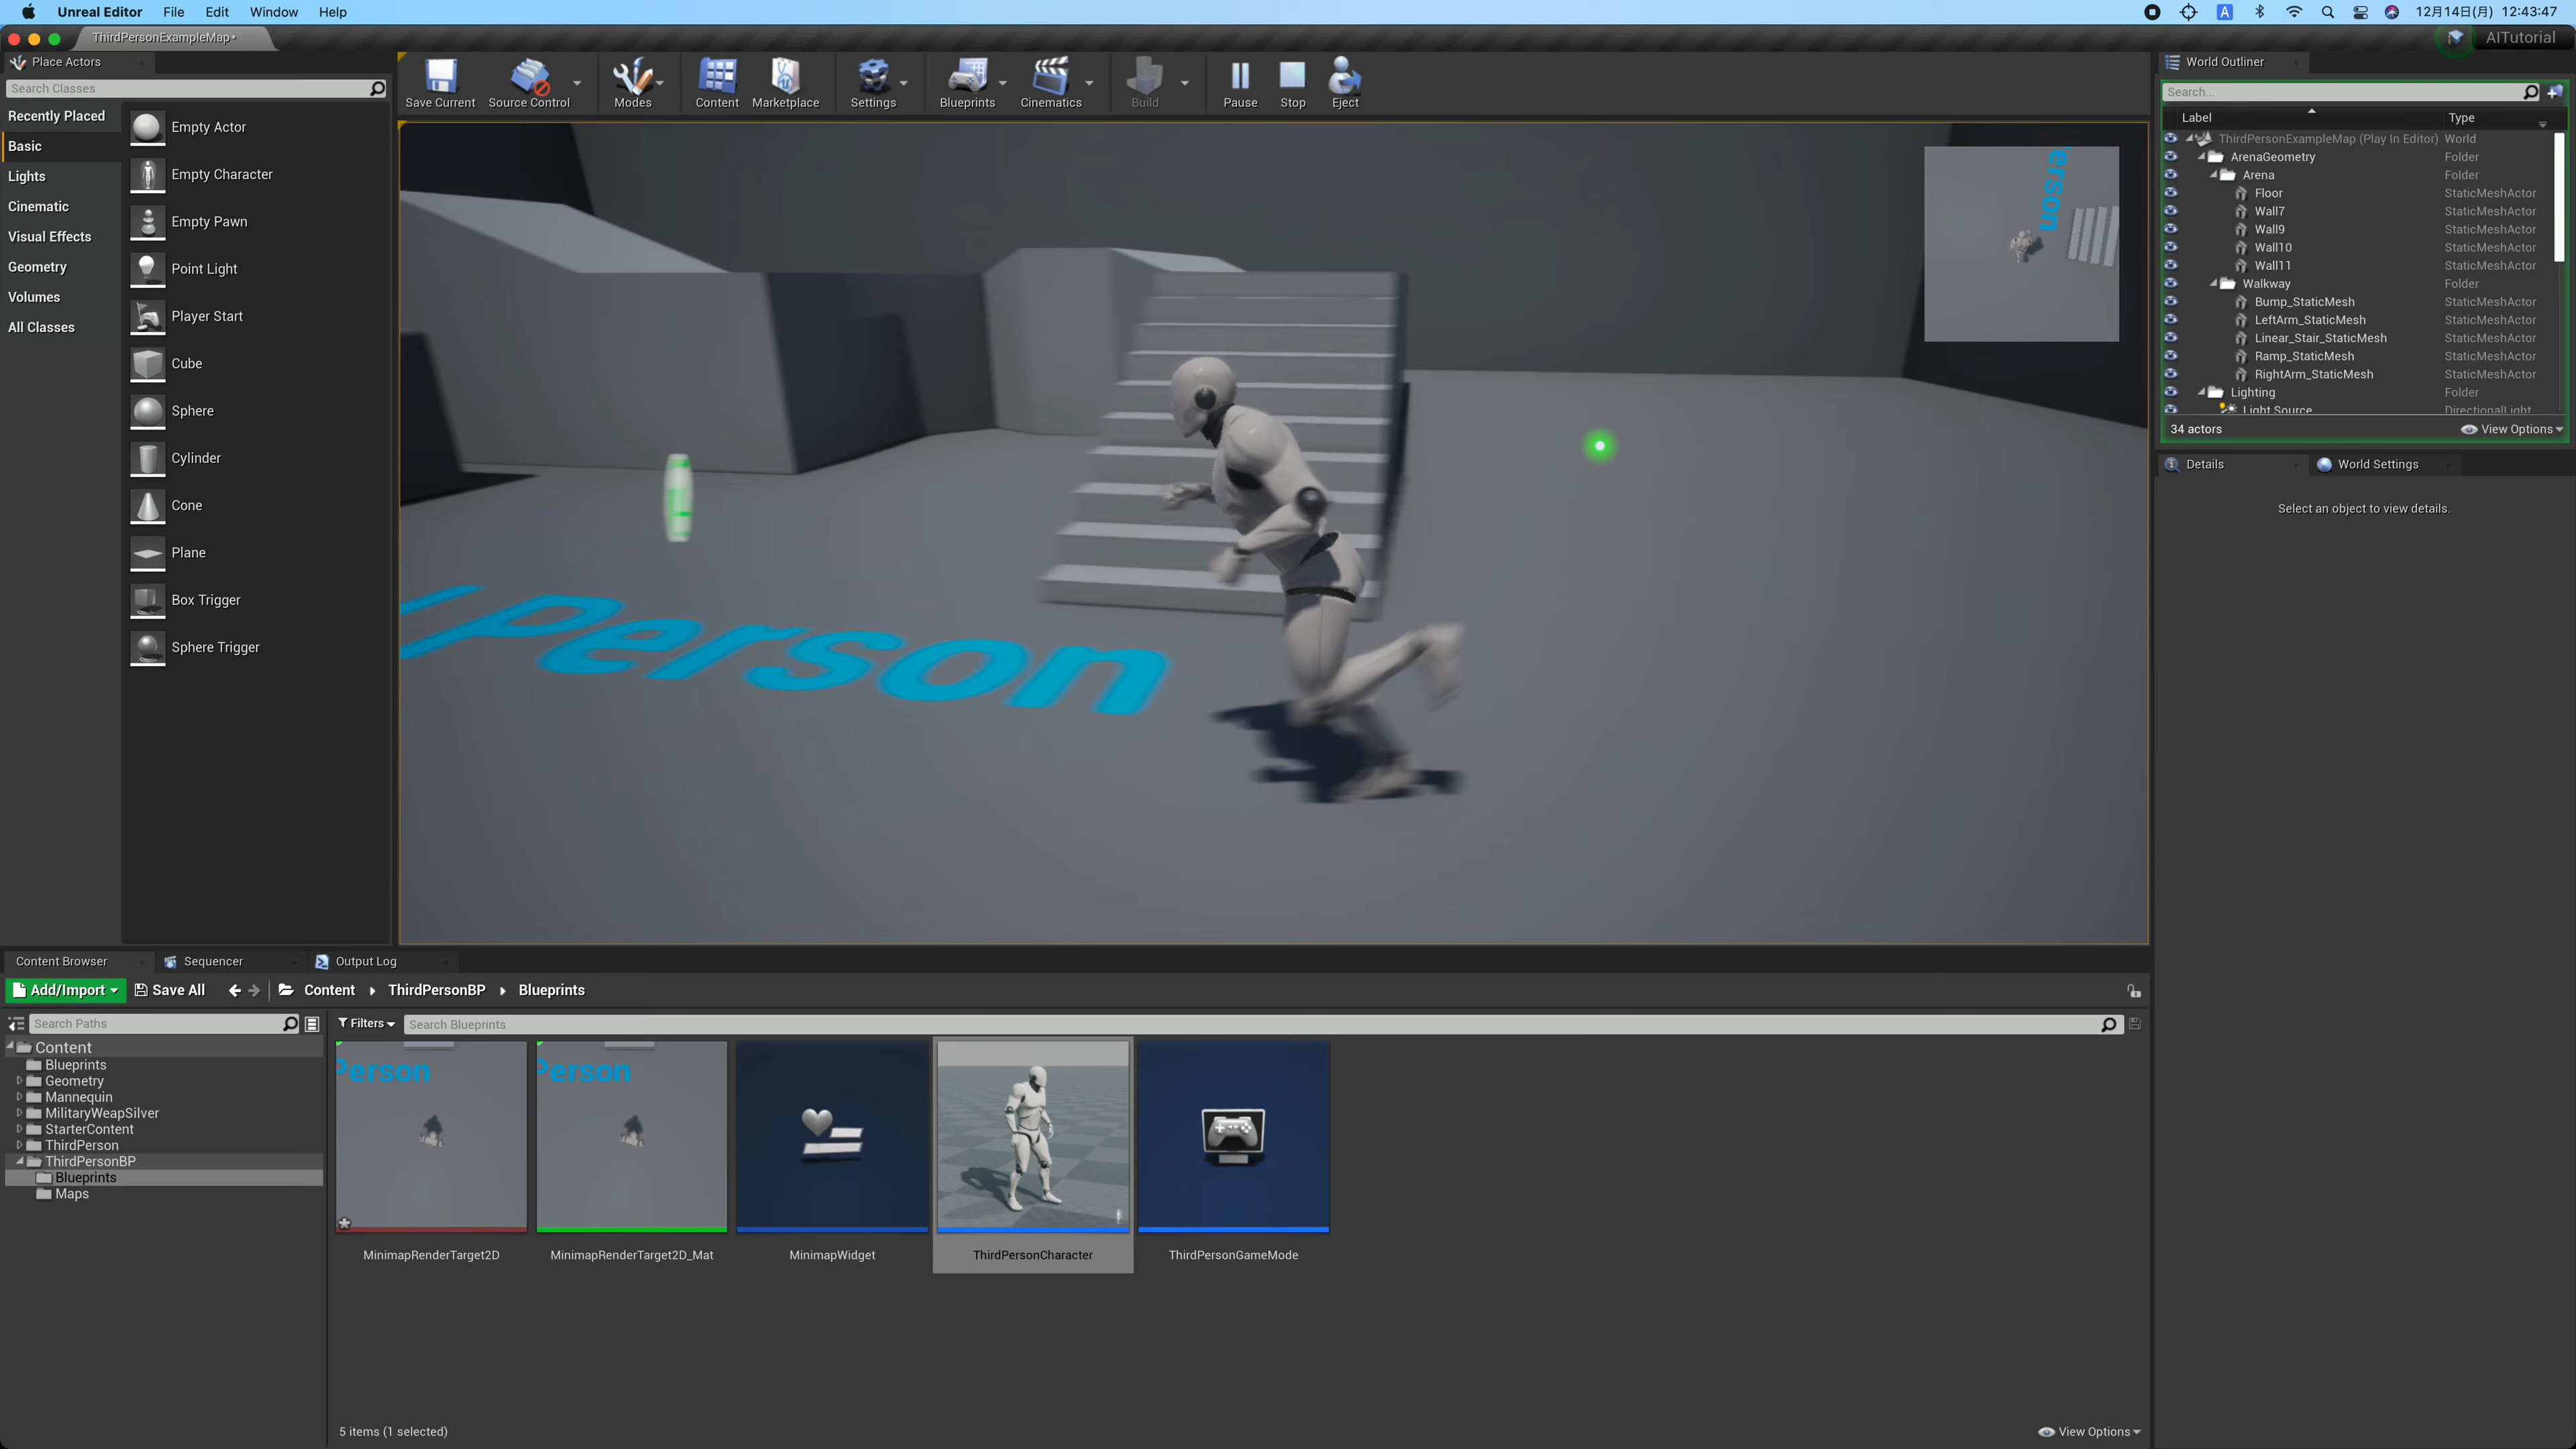 Unreal Editor File Edit Window Help
A 12月14日(月) 12:43:47
ThirdPersonExampleMap*
AITutorial
Place Actors
Search Classes
Recently Placed
Basic
Lights
Cinematic
Visual Effects
Geometry
Volumes
All Classes
Empty Actor
Empty Character
Empty Pawn
Point Light
Player Start
Cube
Sphere
Cylinder
Cone
Plane
Box Trigger
Sphere Trigger
Save Current
Source Control
Modes
Content
Marketplace
Settings
Blueprints
Cinematics
Build
Pause
Stop
Eject
Person
erson
World Outliner
Search...
Label Type
ThirdPersonExampleMap (Play In Editor) World
ArenaGeometry Folder
Arena Folder
Floor StaticMeshActor
Wall7 StaticMeshActor
Wall9 StaticMeshActor
Wall10 StaticMeshActor
Wall11 StaticMeshActor
Walkway Folder
Bump_StaticMesh StaticMeshActor
LeftArm_StaticMesh StaticMeshActor
Linear_Stair_StaticMesh StaticMeshActor
Ramp_StaticMesh StaticMeshActor
RightArm_StaticMesh StaticMeshActor
Lighting Folder
Light Source DirectionalLight
34 actors View Options
Details World Settings
Select an object to view details.
Content Browser Sequencer Output Log
Add/Import Save All Content ThirdPersonBP Blueprints
Search Paths
Content
Blueprints
Geometry
Mannequin
MilitaryWeapSilver
StarterContent
ThirdPerson
ThirdPersonBP
Blueprints
Maps
Filters Search Blueprints
Person
Person
MinimapRenderTarget2D
MinimapRenderTarget2D_Mat
MinimapWidget
ThirdPersonCharacter
ThirdPersonGameMode
5 items (1 selected) View Options